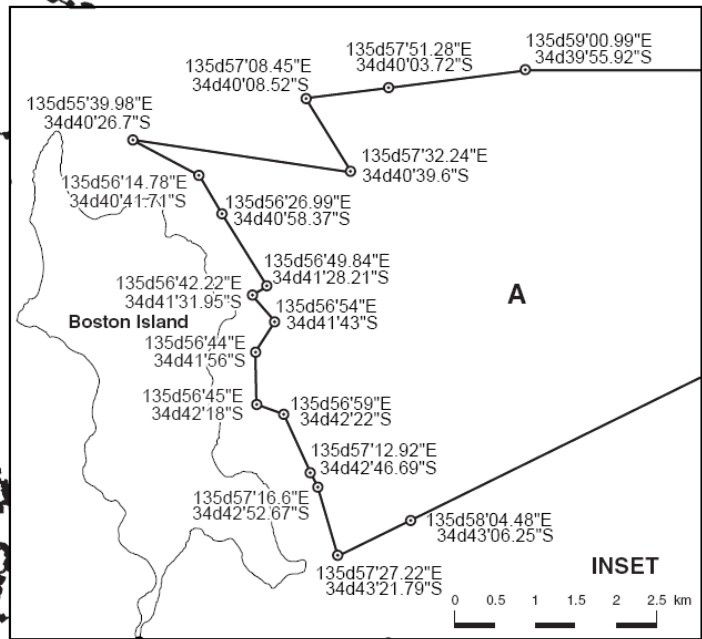 135d59'00.99"E
34d39'55.92"S
135d57'51.28"E
34d40'03.72"S
135d57'08.45"E
34d40'08.52"S
135d55'39.98"E
34d40'26.7"S
135d57'32.24"E
34d40'39.6"S
135d56'14.78"E
34d40'41.71"S
135d56'26.99"E
34d40'58.37"S
135d56'49.84"E
34d41'28.21"S
135d56'42.22"E
34d41'31.95"S
A
Boston Island
135d56'54"E
34d41'43"S
135d56'44"E
34d41'56"S
135d56'45"E
34d42'18"S
135d56'59"E
34d42'22"S
135d57'12.92"E
34d42'46.69"S
135d57'16.6"E
34d42'52.67"S
135d58'04.48"E
34d43'06.25"S
135d57'27.22"E
34d43'21.79"S
INSET
0 0.5 1 1.5 2 2.5 km